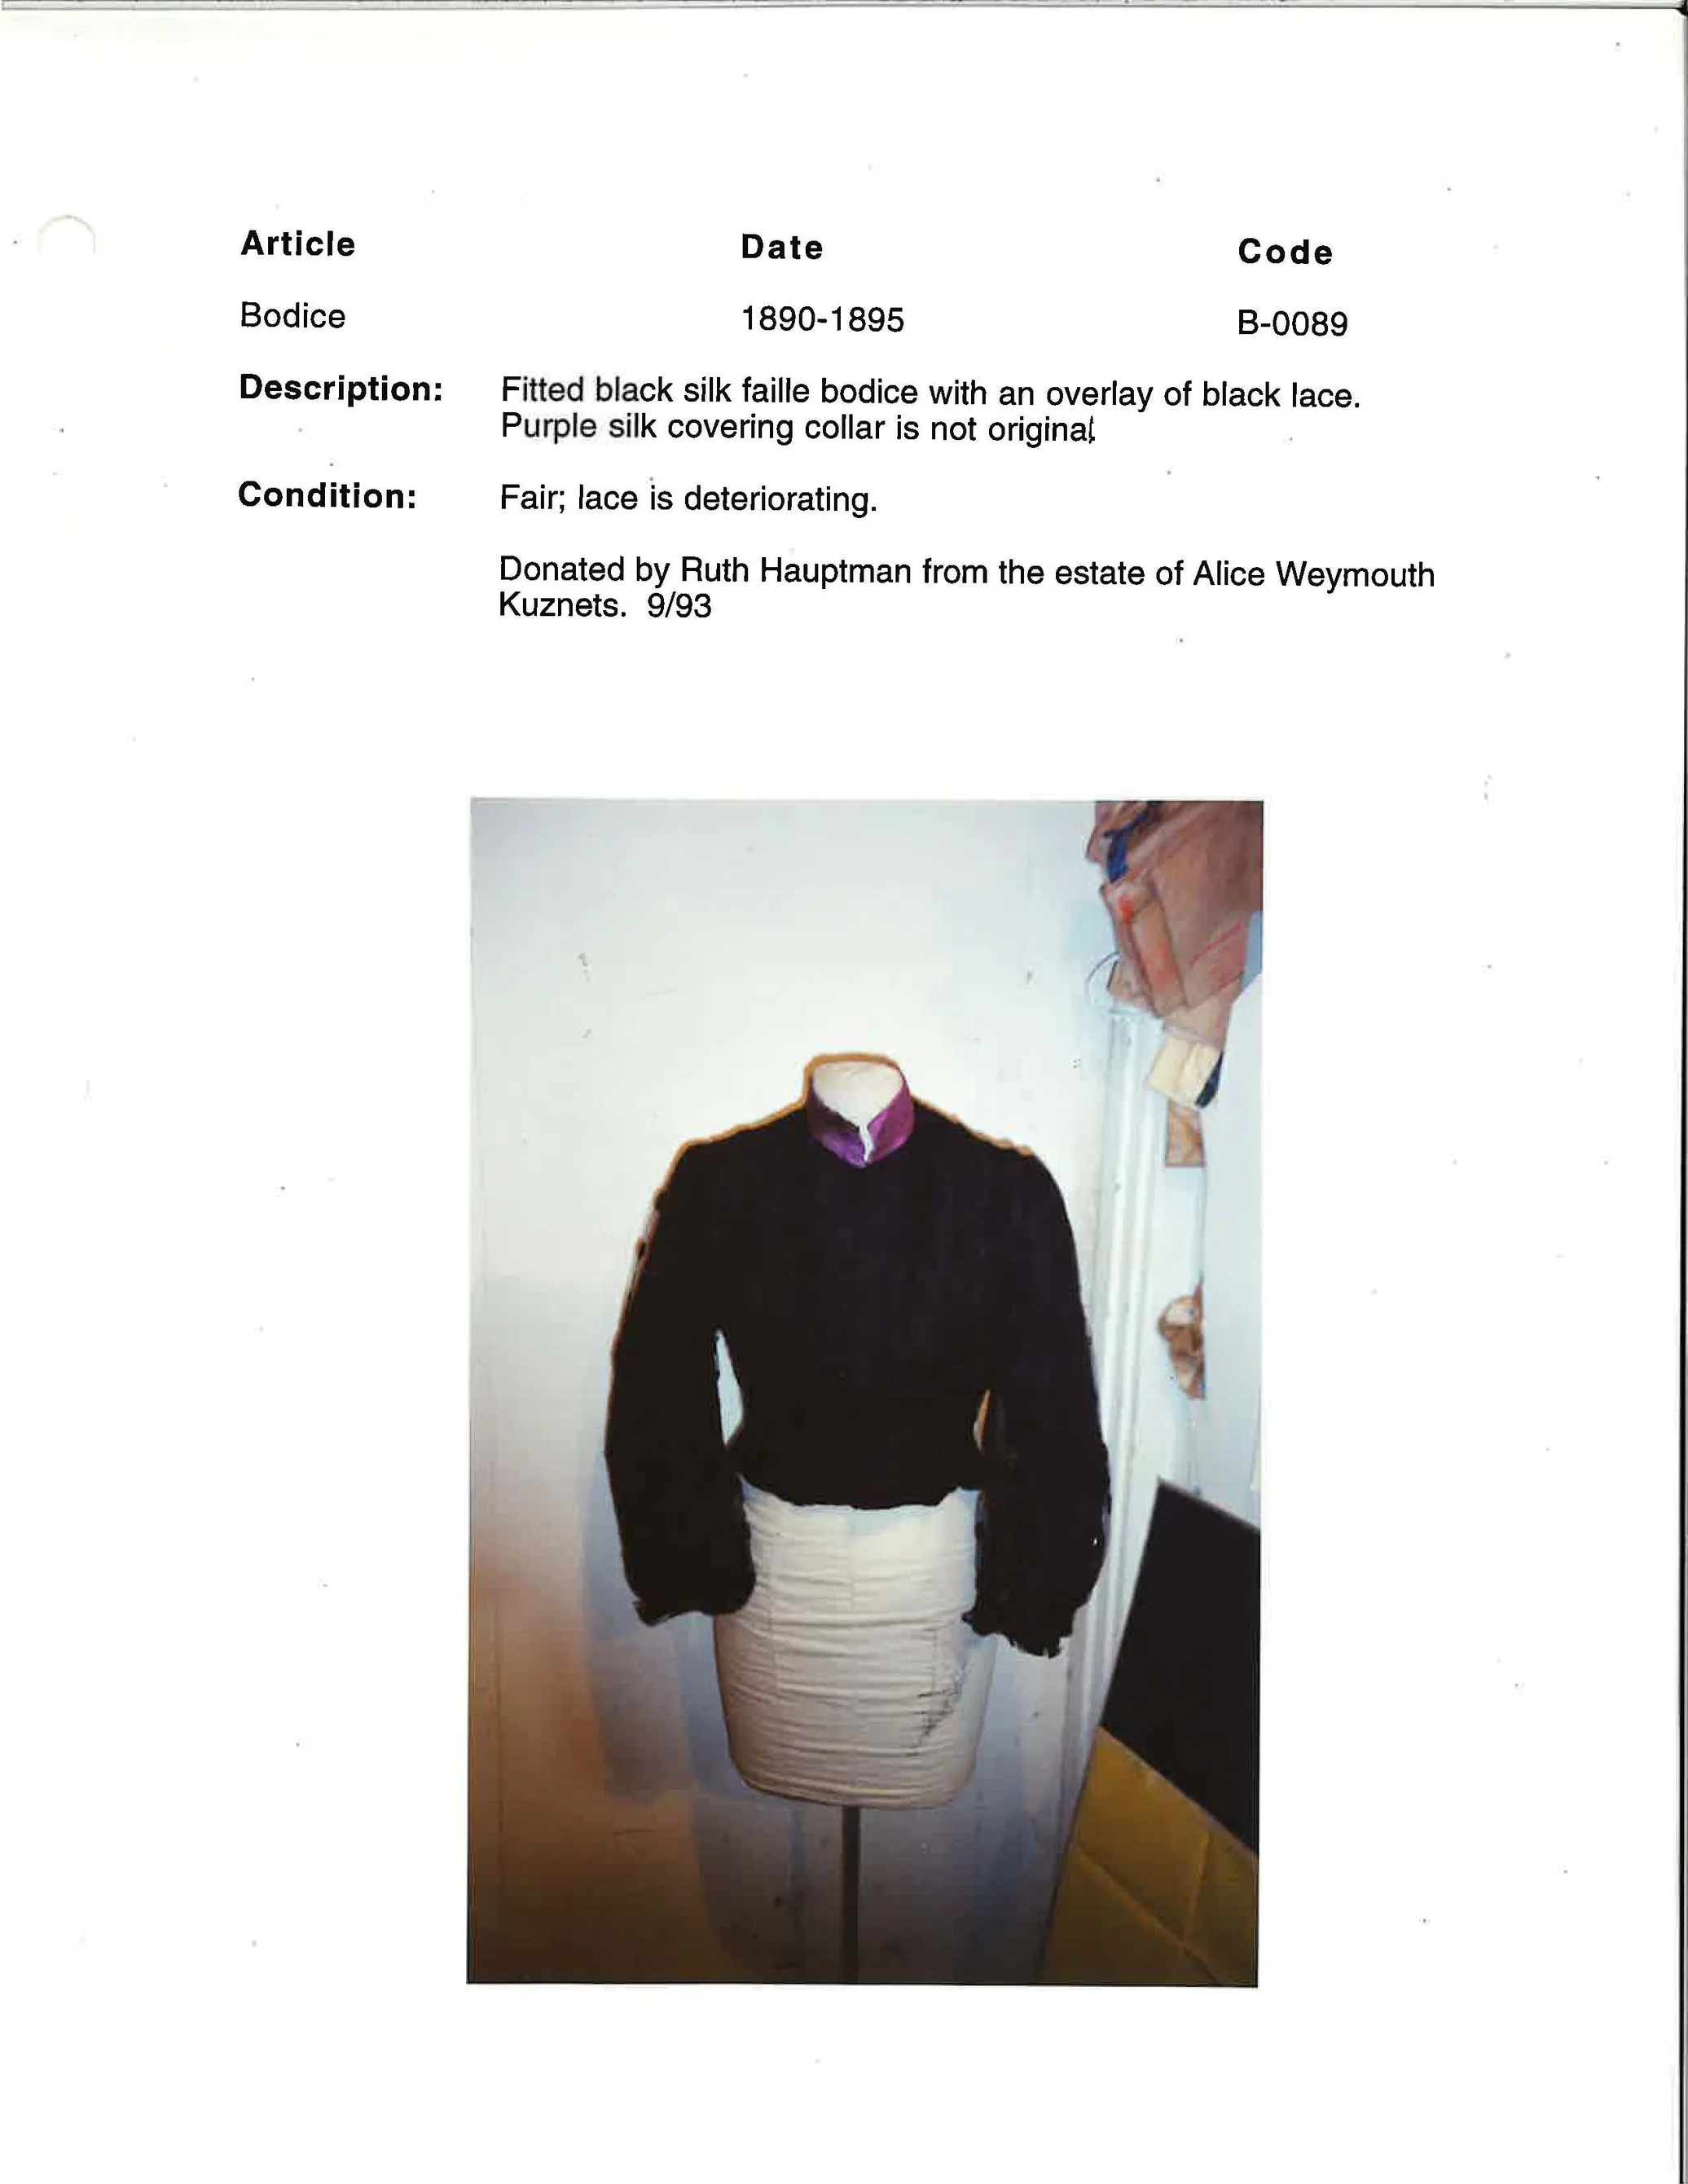 Article Date Code
Bodice 1890-1895 B-0089
Description: Fitted black silk faille bodice with an overlay of black lace.
Purple silk covering collar is not original.
Condition: Fair; lace is deteriorating.
Donated by Ruth Hauptman from the estate of Alice Weymouth
Kuznets. 9/93